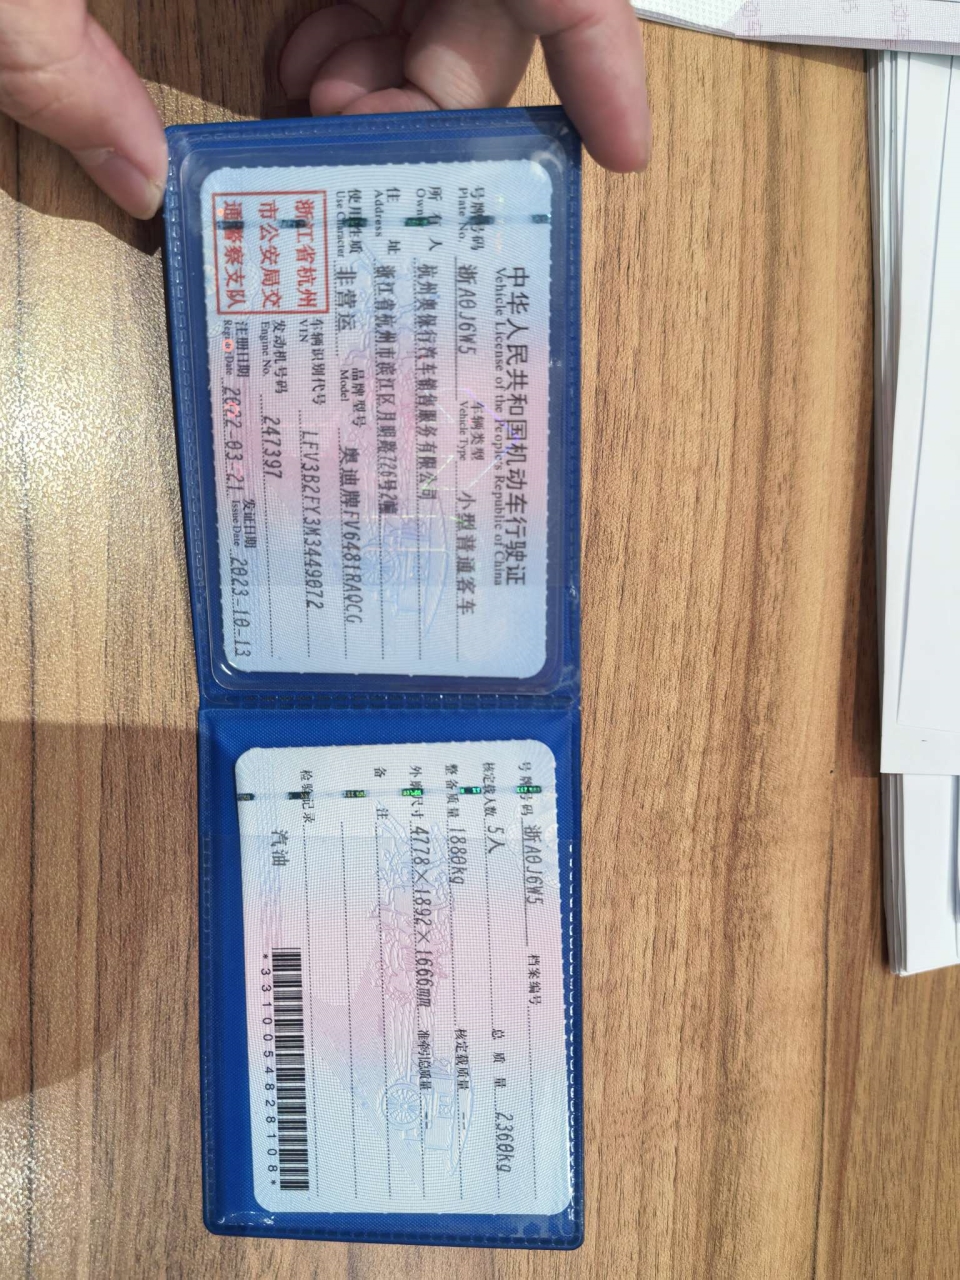 中华人民共和国机动车行驶证
Vehicle License of the People's Republic of China
号牌号码 浙A0J6W5 车辆类型 小型普通客车
Plate No. Vehicle Type
所有人 杭州奥保行汽车销售服务有限公司
Owner
住址 浙江省杭州市滨江区月明路726号2幢
Address
使用性质 非营运 品牌型号 奥迪牌FV6481RAQCG
Use Character Model
浙江省杭州
市公安局交
通警察支队
车辆识别代号 LFV3B2FY3M3449072
VIN
发动机号码 247397
Engine No.
注册日期 2022-03-21 发证日期 2023-10-13
Register Date Issue Date
号牌号码 浙A0J6W5 档案编号
核定载人数 5人 总质量 2360kg
整备质量 1880kg 核定载质量 --
外廓尺寸 4778×1892×1666mm 准牵引总质量 --
备注
检验记录
汽油
*3310054828108*